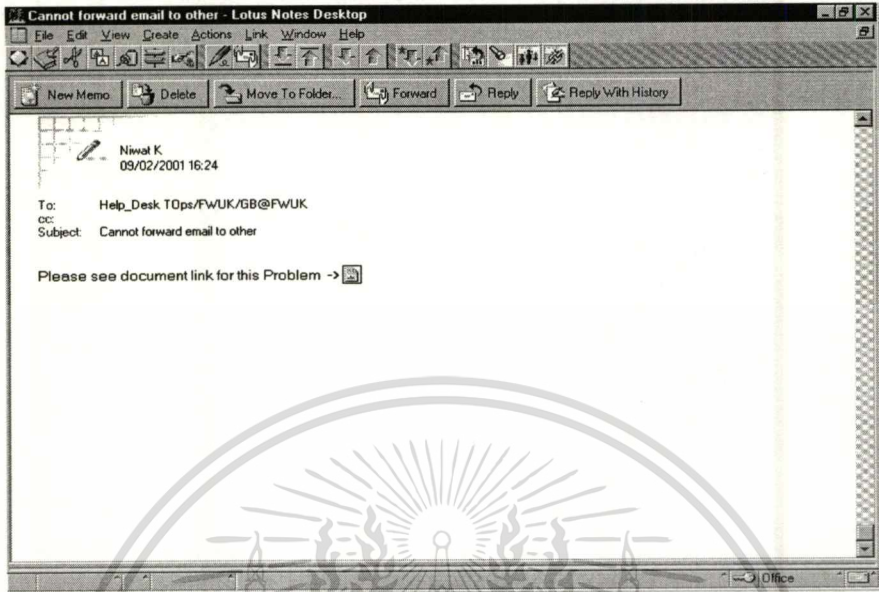 Cannot forward email to other - Lotus Notes Desktop
File Edit View Create Actions Link Window Help
New Memo Delete Move To Folder... Forward Reply Reply With History
Niwat K
09/02/2001 16:24
To: Help_Desk TOps/FWUK/GB@FWUK
cc:
Subject: Cannot forward email to other
Please see document link for this Problem ->
Office